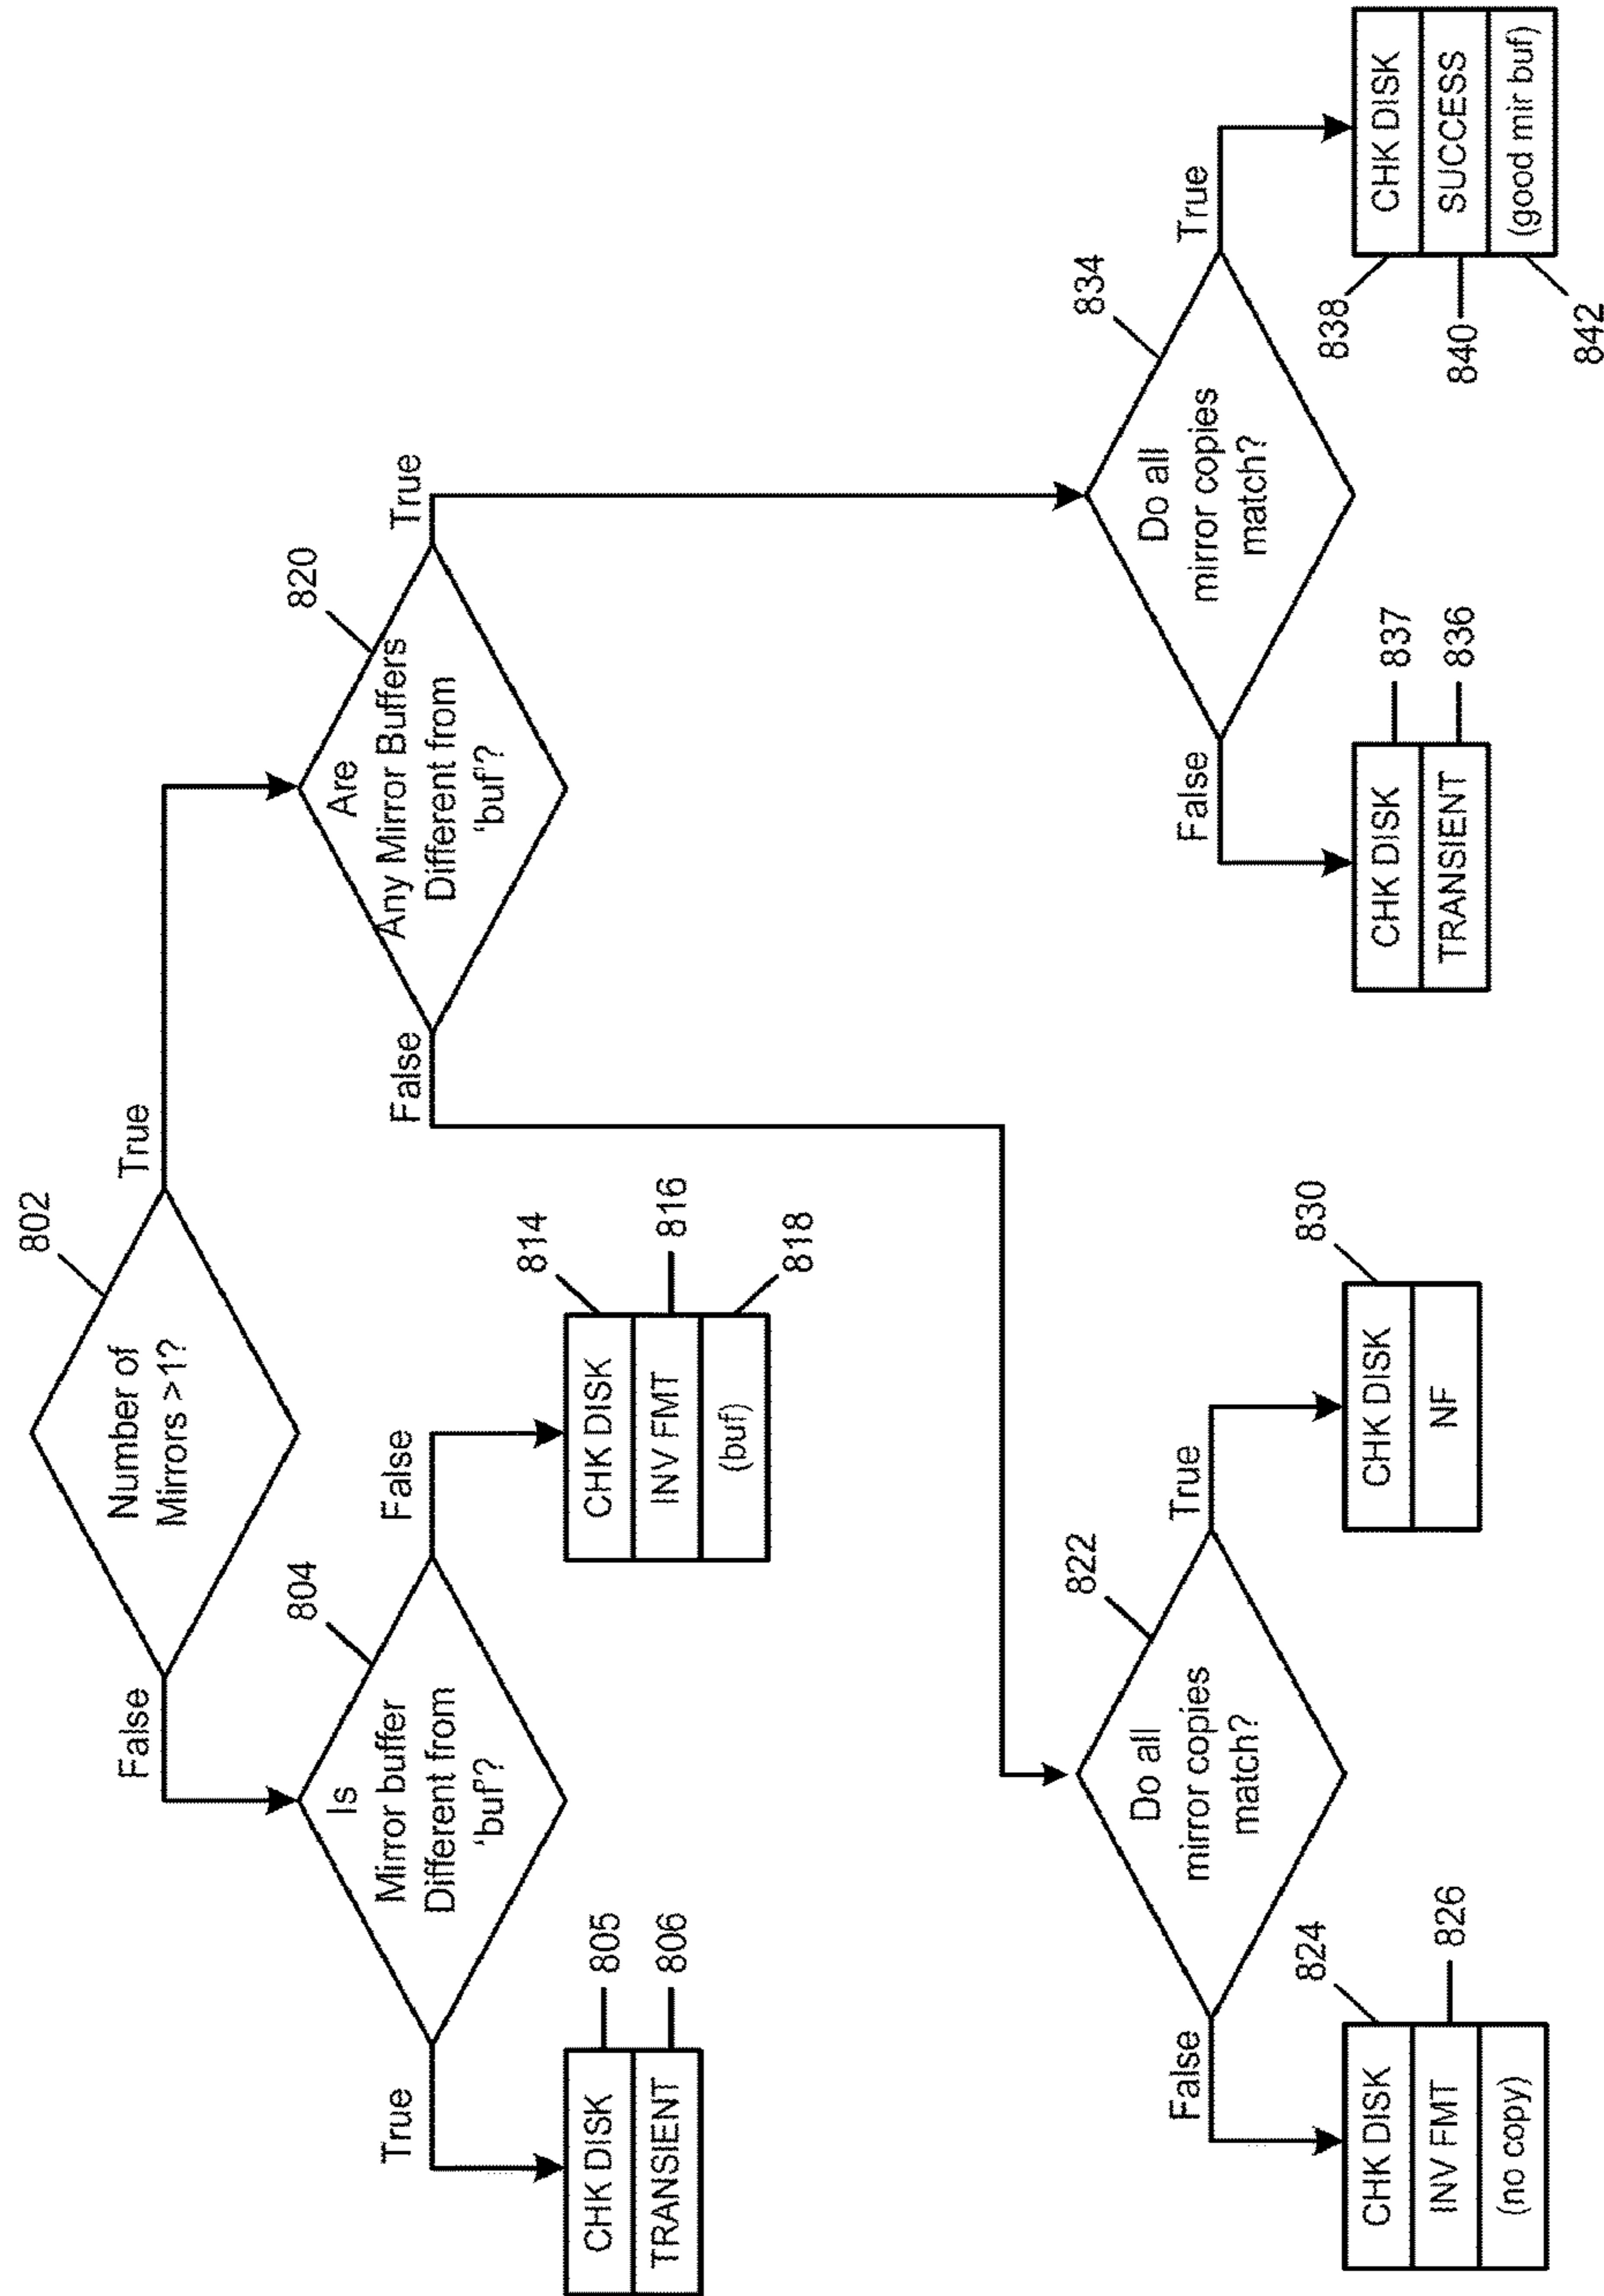 802
Number of
Mirrors >1?
False
True
804
Is
Mirror buffer
Different from
'buf'?
820
Are
Any Mirror Buffers
Different from
'buf'?
True
False
False
True
CHK DISK
TRANSIENT
805
806
814
816
818
CHK DISK
INV FMT
(buf)
822
Do all
mirror copies
match?
834
Do all
mirror copies
match?
False
True
False
True
824
826
CHK DISK
INV FMT
(no copy)
830
CHK DISK
NF
CHK DISK
TRANSIENT
837
836
838
840
842
CHK DISK
SUCCESS
(good mir buf)